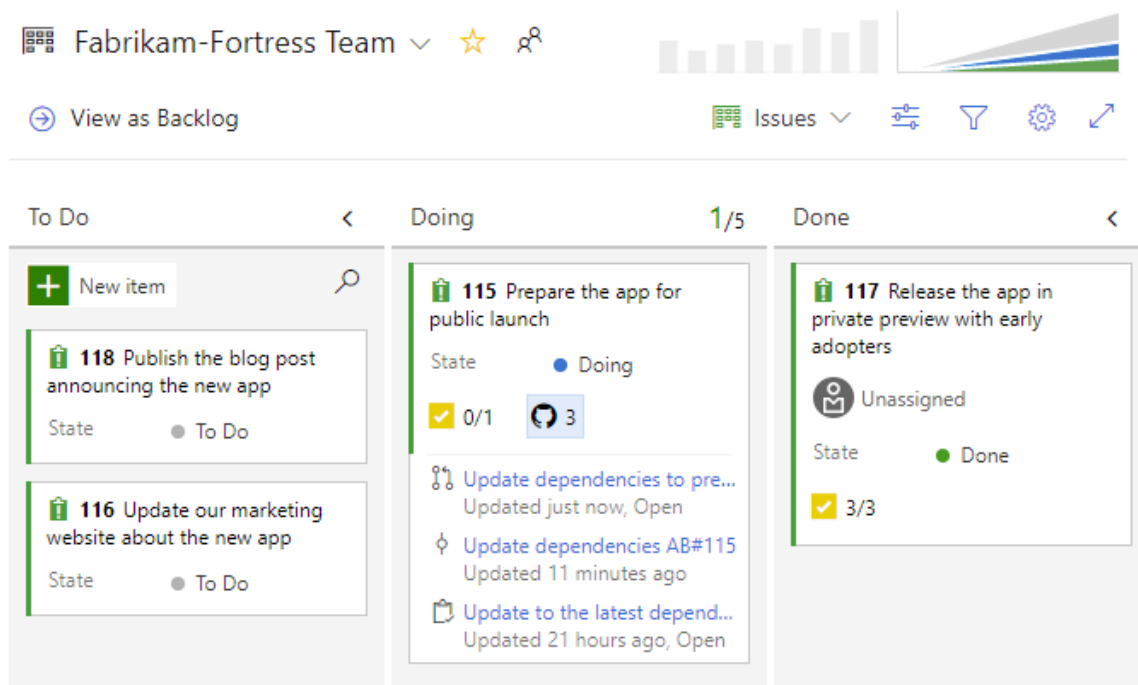 Fabrikam-Fortress Team
View as Backlog
Issues
To Do
Doing
1/5
Done
New item
118 Publish the blog post
announcing the new app
State
To Do
116 Update our marketing
website about the new app
State
To Do
115 Prepare the app for
public launch
State
Doing
0/1
3
Update dependencies to pre...
Updated just now, Open
Update dependencies AB#115
Updated 11 minutes ago
Update to the latest depend...
Updated 21 hours ago, Open
117 Release the app in
private preview with early
adopters
Unassigned
State
Done
3/3